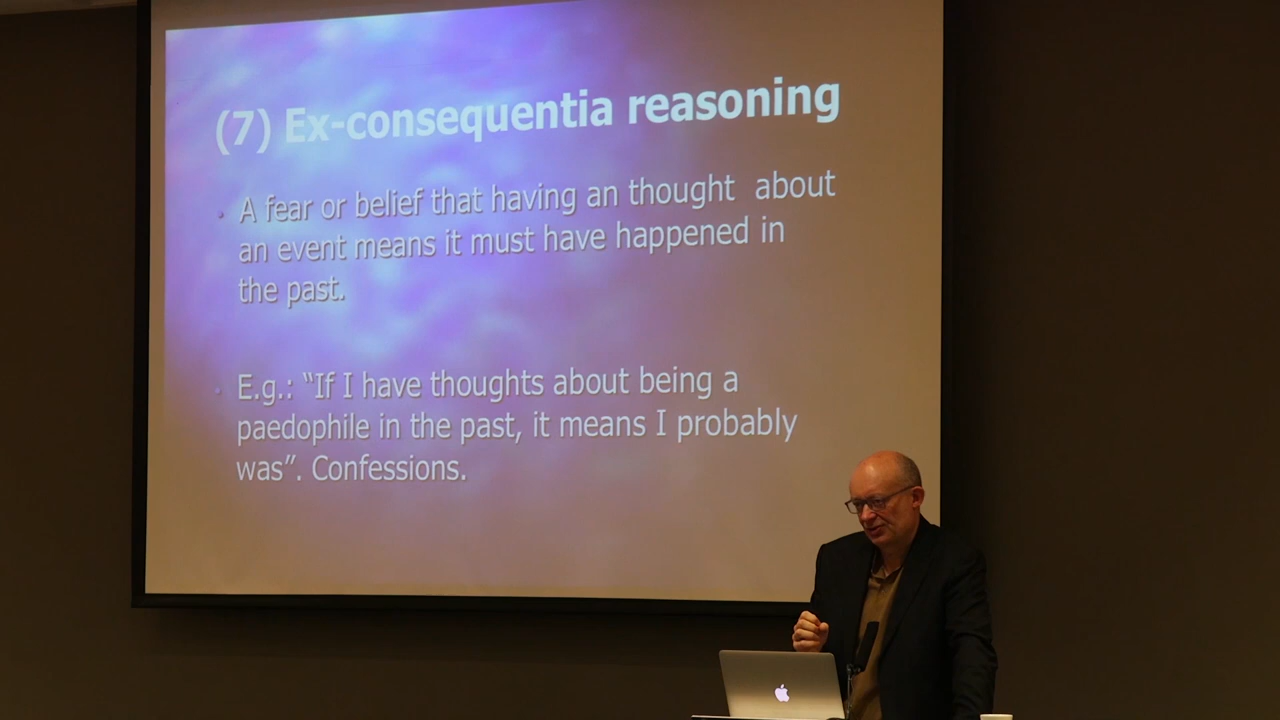 (7) Ex-consequentia reasoning
A fear or belief that having an thought about
an event means it must have happened in
the past.
E.g.: “If I have thoughts about being a
paedophile in the past, it means I probably
was”. Confessions.